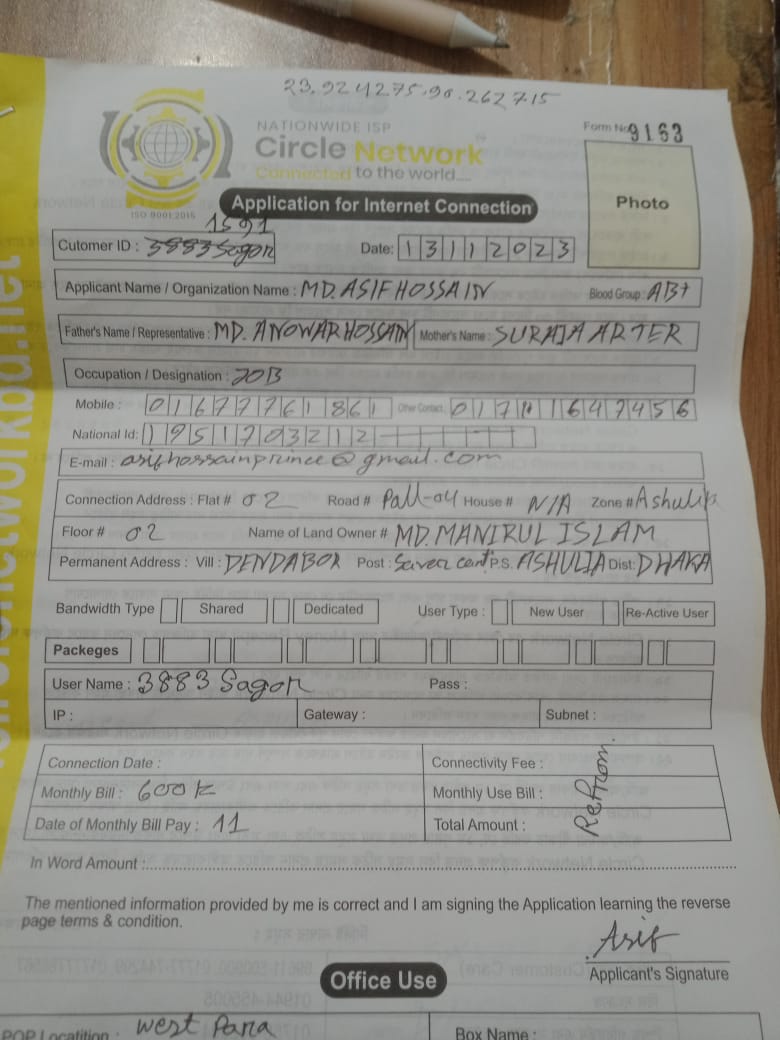 23.924275, 90.262715
NATIONWIDE ISP
Circle Network
Connected to the world....
ISO 9001:2015
Form No 9163
Photo
Application for Internet Connection
1591
Cutomer ID : 3883 Sagor
Date: 13112023
Applicant Name / Organization Name : MD. ASIF HOSSAIN Blood Group : AB+
Father's Name / Representative : MD. ANOWAR HOSSAIN Mother's Name : SURAIA ARTER
Occupation / Designation : JOB
Mobile : 01677761861 Other Contact: 01711647456
National Id: 1951703212
E-mail : asifhossainprince@gmail.com
Connection Address : Flat # 02 Road # Pall-04 House # N/A Zone # Ashulia
Floor # 02 Name of Land Owner # MD. MANIRUL ISLAM
Permanent Address : Vill : DENDABOR Post : Saver cant P.S. ASHULIA Dist: DHAKA
Bandwidth Type Shared Dedicated User Type : New User Re-Active User
Packeges
User Name : 3883 Sagor Pass :
IP : Gateway : Subnet :
Connection Date : Connectivity Fee :
Monthly Bill : 600 k Monthly Use Bill :
Date of Monthly Bill Pay : 11 Total Amount :
In Word Amount :
The mentioned information provided by me is correct and I am signing the Application learning the reverse
page terms & condition.
Asif
Applicant's Signature
Office Use
POP Locatition : West Para Box Name :